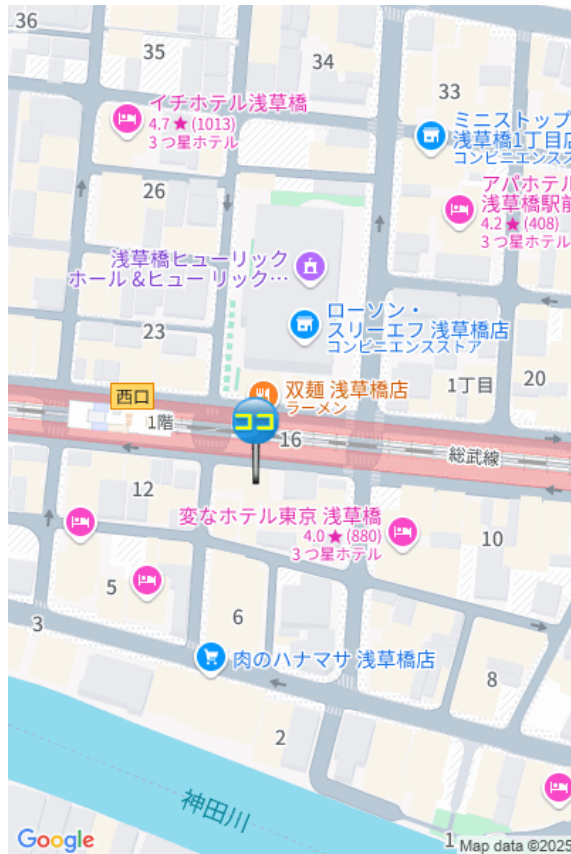 36
35
34
33
イチホテル浅草橋
4.7 ★ (1013)
3 つ星ホテル
ミニストップ
浅草橋1丁目店
コンビニエンスス
アパホテル
浅草橋駅前
4.2 ★ (408)
3 つ星ホテル
26
浅草橋ヒューリック
ホール &ヒュー リック…
ローソン・
スリーエフ 浅草橋店
コンビニエンスストア
23
20
1丁目
西口
双麺 浅草橋店
ラーメン
1階
ココ
16
総武線
12
変なホテル東京 浅草橋
4.0 ★ (880)
3 つ星ホテル
10
5
6
3
肉のハナマサ 浅草橋店
8
2
神田川
1
Google
Map data ©2025